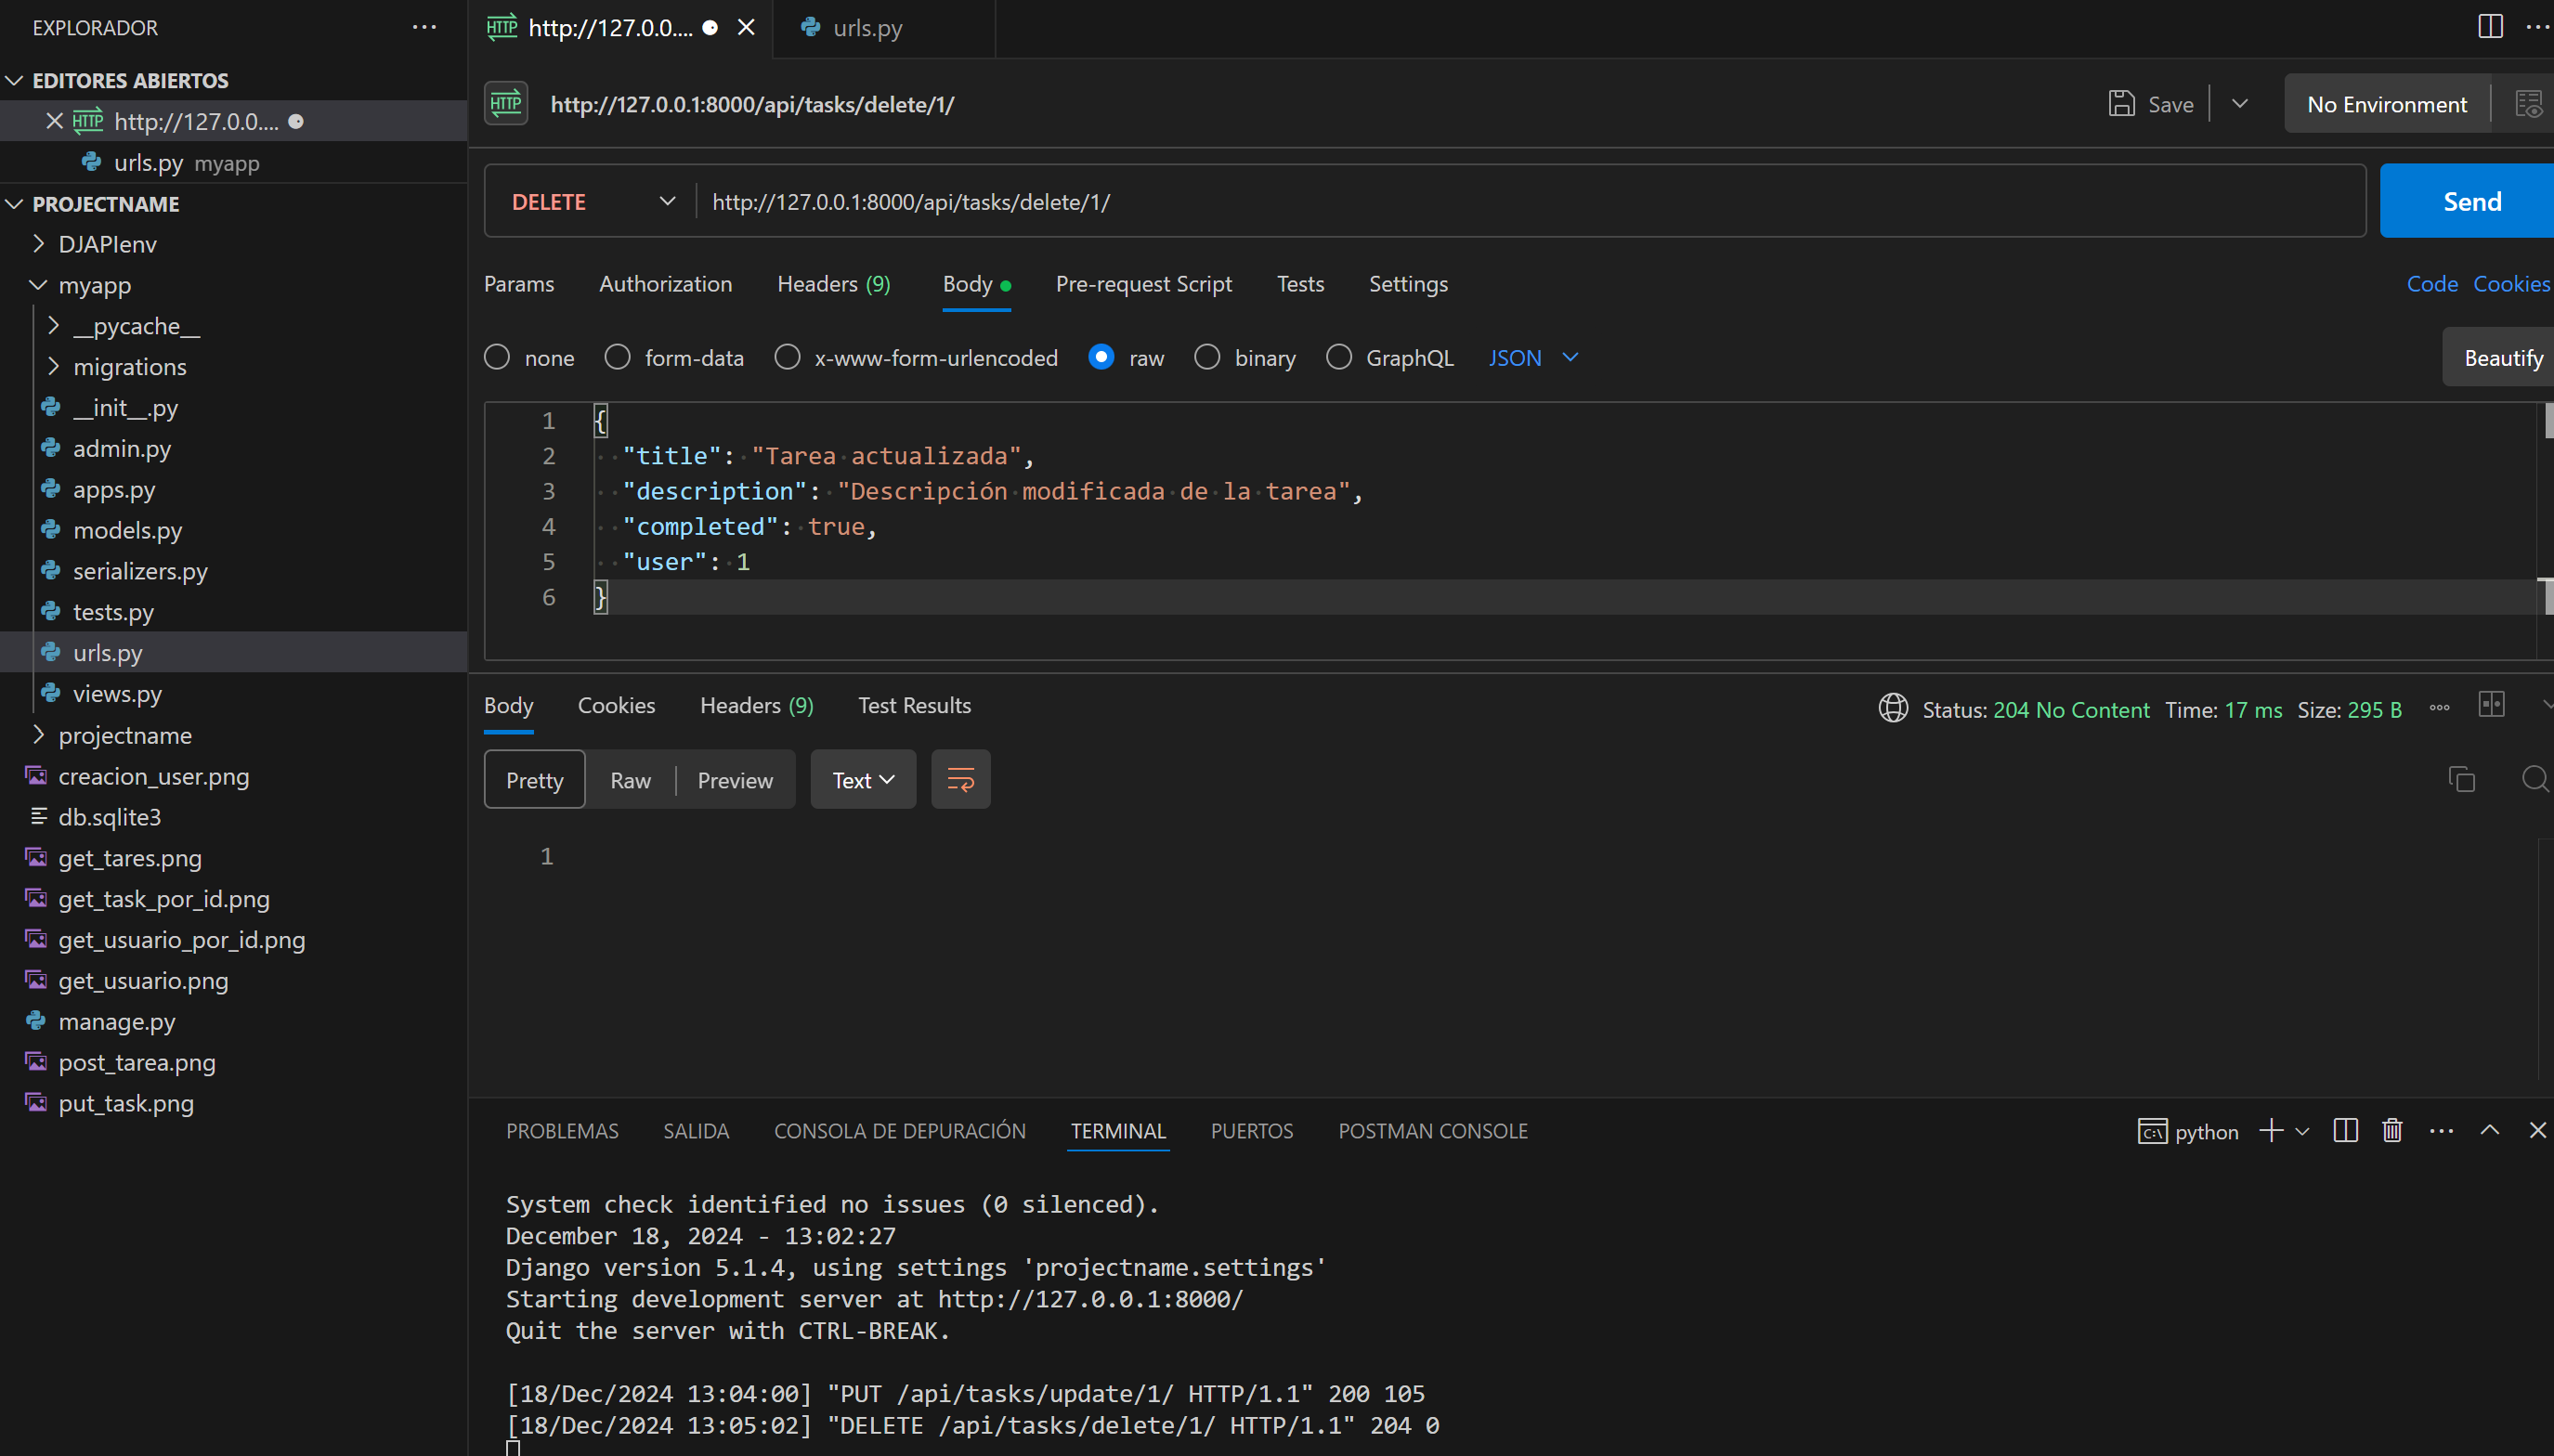 EXPLORADOR
EDITORES ABIERTOS
HTTP http://127.0.0....
urls.py myapp
PROJECTNAME
DJAPIenv
myapp
__pycache__
migrations
__init__.py
admin.py
apps.py
models.py
serializers.py
tests.py
urls.py
views.py
projectname
creacion_user.png
db.sqlite3
get_tares.png
get_task_por_id.png
get_usuario_por_id.png
get_usuario.png
manage.py
post_tarea.png
put_task.png
HTTP http://127.0.0.... urls.py
HTTP http://127.0.0.1:8000/api/tasks/delete/1/ Save No Environment
DELETE http://127.0.0.1:8000/api/tasks/delete/1/ Send
Params Authorization Headers (9) Body Pre-request Script Tests Settings Code Cookies
none form-data x-www-form-urlencoded raw binary GraphQL JSON Beautify
1 {
2 "title": "Tarea actualizada",
3 "description": "Descripción modificada de la tarea",
4 "completed": true,
5 "user": 1
6 }
Body Cookies Headers (9) Test Results Status: 204 No Content Time: 17 ms Size: 295 B
Pretty Raw Preview Text
1
PROBLEMAS SALIDA CONSOLA DE DEPURACIÓN TERMINAL PUERTOS POSTMAN CONSOLE python
System check identified no issues (0 silenced).
December 18, 2024 - 13:02:27
Django version 5.1.4, using settings 'projectname.settings'
Starting development server at http://127.0.0.1:8000/
Quit the server with CTRL-BREAK.
[18/Dec/2024 13:04:00] "PUT /api/tasks/update/1/ HTTP/1.1" 200 105
[18/Dec/2024 13:05:02] "DELETE /api/tasks/delete/1/ HTTP/1.1" 204 0